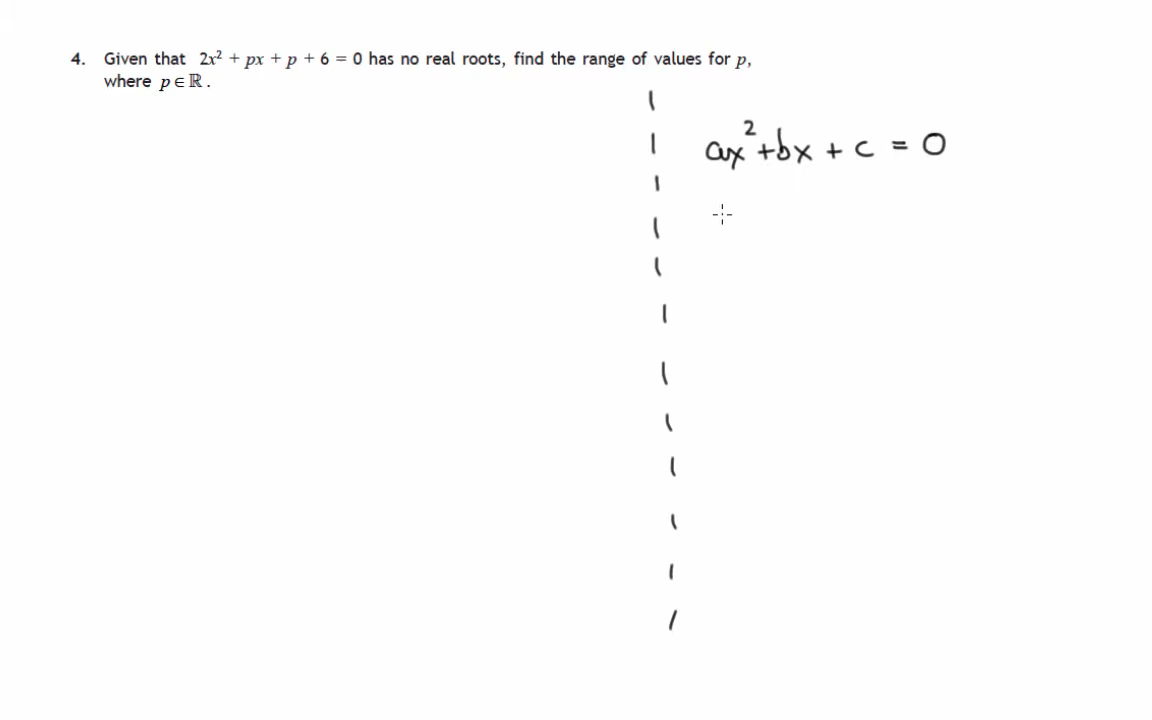 4. Given that 2x² + px + p + 6 = 0 has no real roots, find the range of values for p,
where p ∈ ℝ.
ax² + bx + c = 0